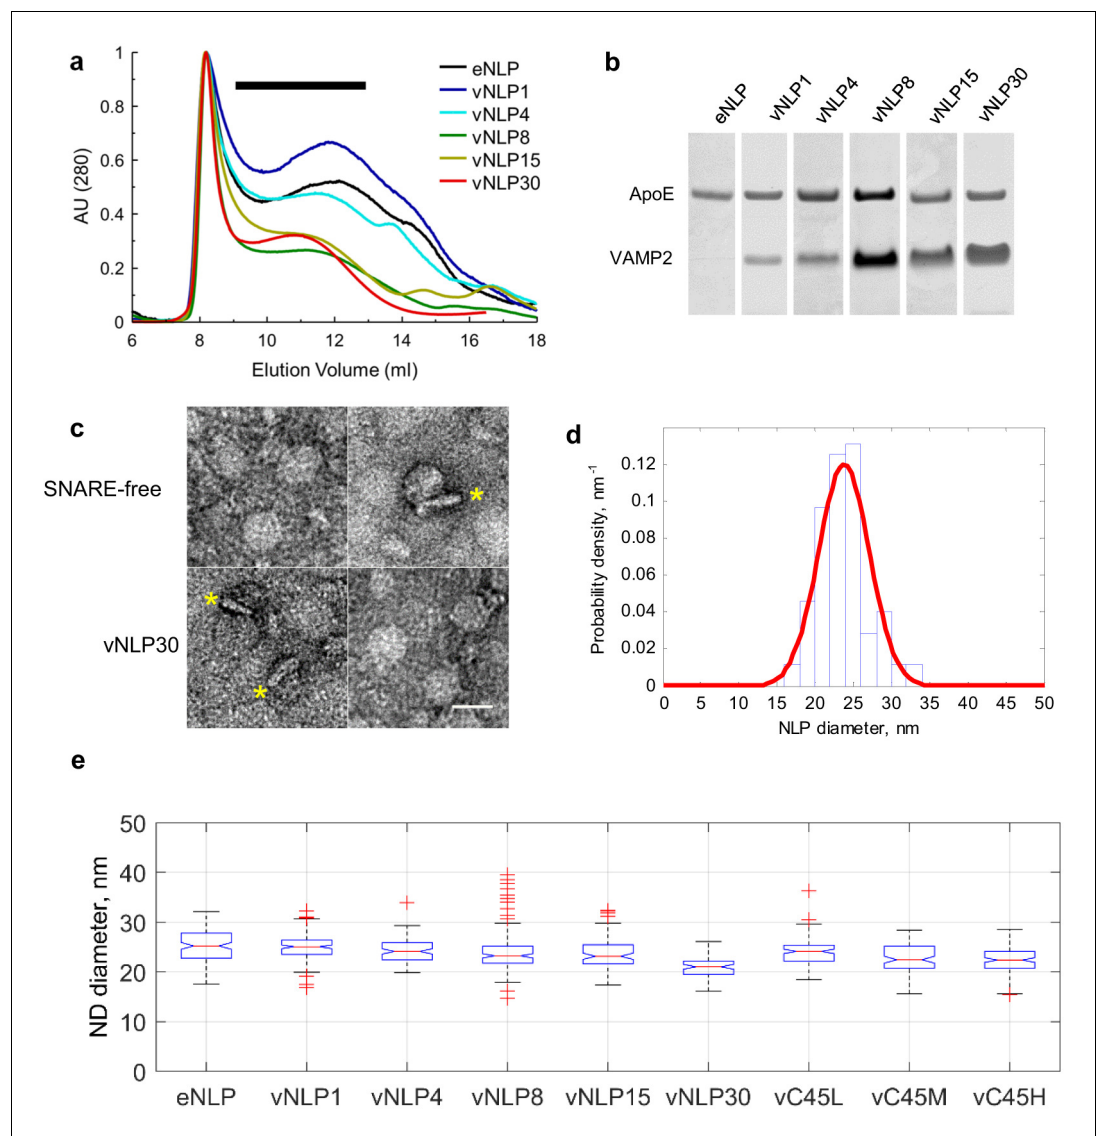 a
1
0.8
0.6
0.4
0.2
0
AU (280)
6 8 10 12 14 16 18
Elution Volume (ml)
eNLP
vNLP1
vNLP4
vNLP8
vNLP15
vNLP30
b
eNLP vNLP1 vNLP4 vNLP8 vNLP15 vNLP30
ApoE
VAMP2
c
SNARE-free
*
vNLP30
*
*
d
0.12
0.1
0.08
0.06
0.04
0.02
0
Probability density, nm-1
0 5 10 15 20 25 30 35 40 45 50
NLP diameter, nm
e
50
40
30
20
10
0
ND diameter, nm
eNLP vNLP1 vNLP4 vNLP8 vNLP15 vNLP30 vC45L vC45M vC45H